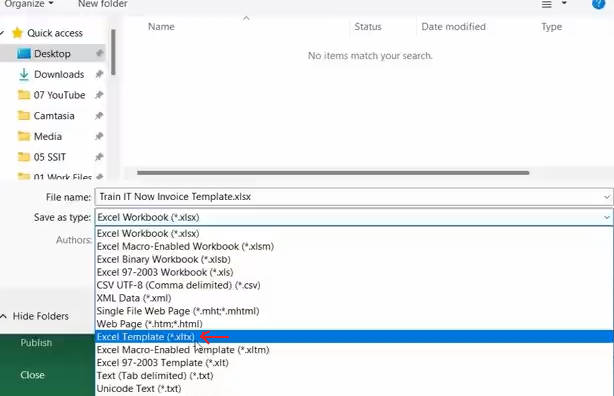 Organize New folder ?
Name Status Date modified Type
Quick access
Desktop
Downloads
07 YouTube
Camtasia
Media
05 SSIT
01 Work Files
No items match your search.
File name: Train IT Now Invoice Template.xlsx
Save as type: Excel Workbook (*.xlsx)
Authors:
Excel Workbook (*.xlsx)
Excel Macro-Enabled Workbook (*.xlsm)
Excel Binary Workbook (*.xlsb)
Excel 97-2003 Workbook (*.xls)
CSV UTF-8 (Comma delimited) (*.csv)
XML Data (*.xml)
Single File Web Page (*.mht;*.mhtml)
Web Page (*.htm;*.html)
Excel Template (*.xltx)
Excel Macro-Enabled Template (*.xltm)
Excel 97-2003 Template (*.xlt)
Text (Tab delimited) (*.txt)
Unicode Text (*.txt)
Hide Folders
Publish
Close